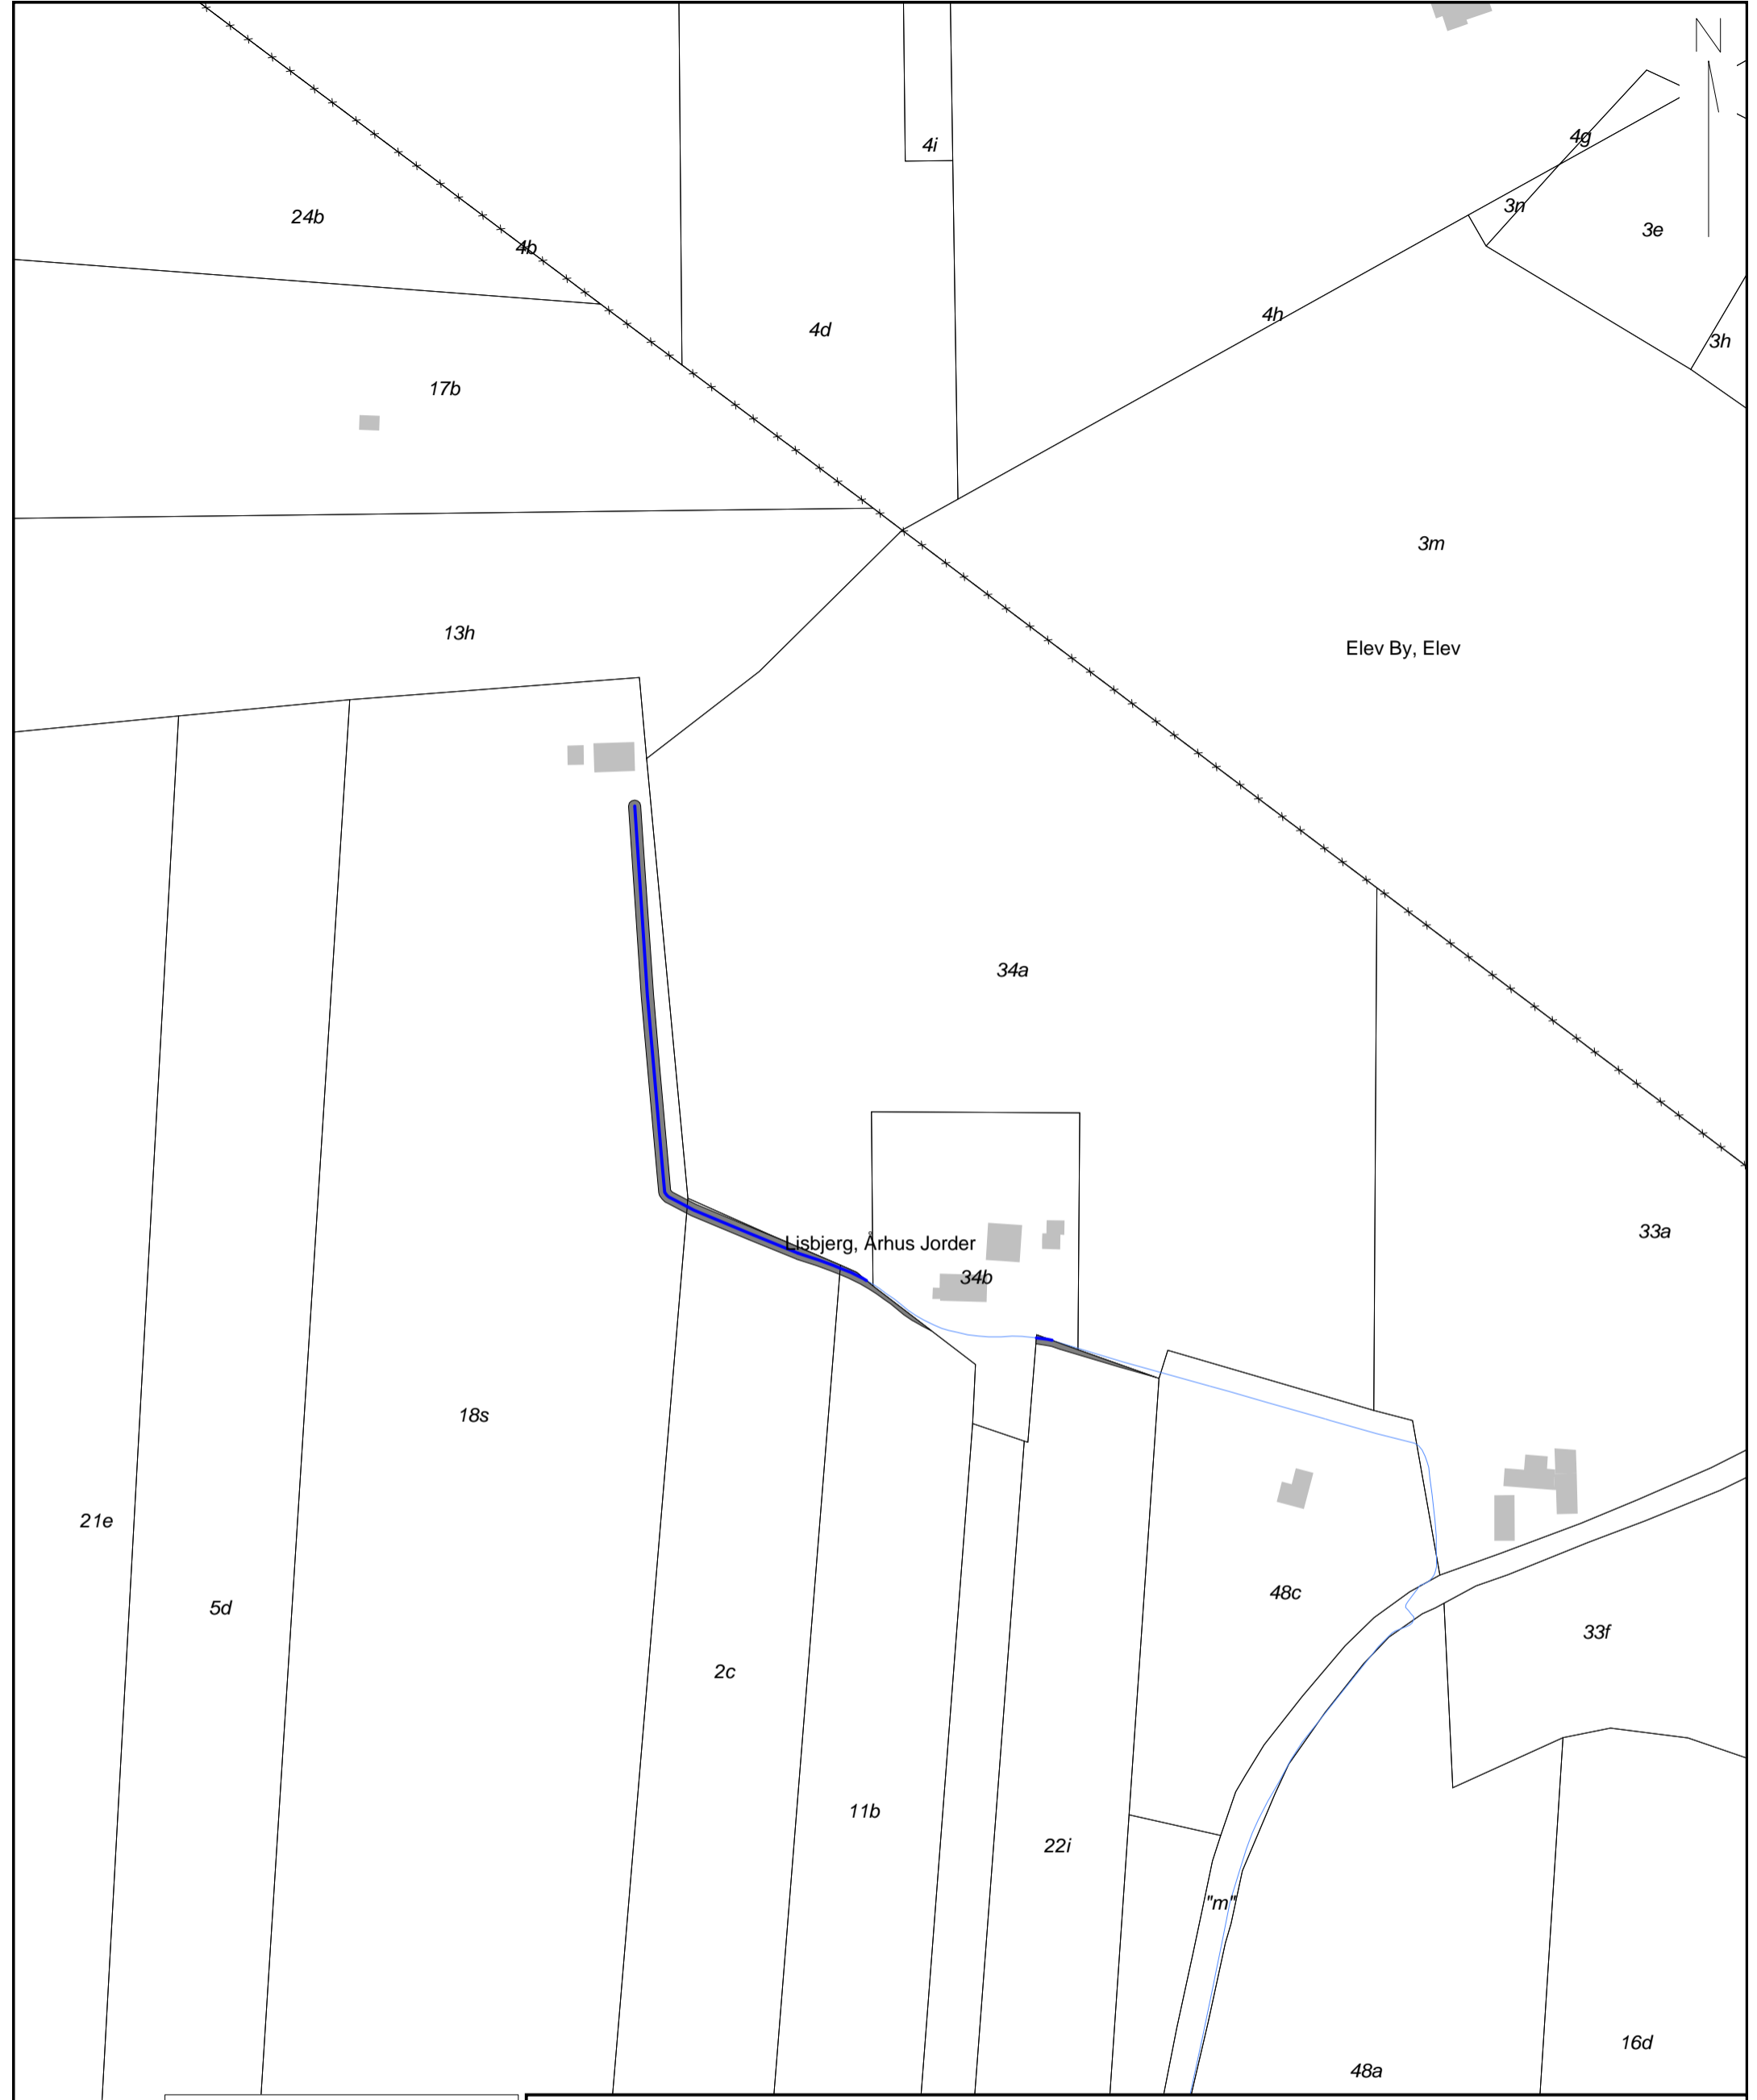 N
4i
4g
24b
3n
3e
4b
4h
4d
3h
17b
3m
13h
Elev By, Elev
34a
33a
Lisbjerg, Århus Jorder
34b
18s
21e
48c
5d
33f
2c
11b
22i
"m"
16d
48a